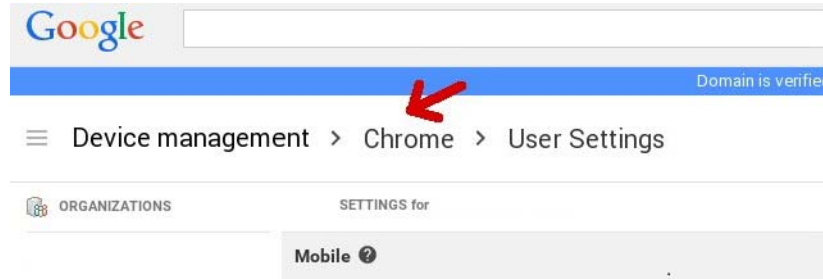 Google
Domain is verifie
Device management > Chrome > User Settings
ORGANIZATIONS SETTINGS for
Mobile